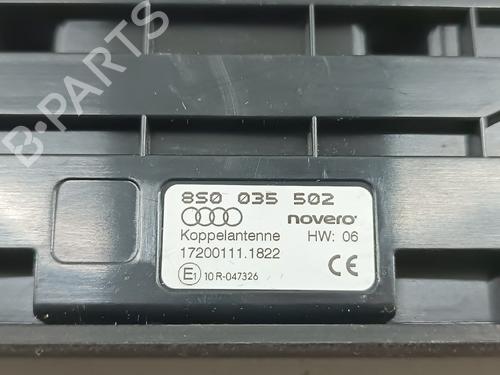 B-PARTS
8S0 035 502
novero
Koppelantenne HW: 06
17200111.1822
E1 10 R-047326 CE